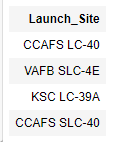 Launch_Site
CCAFS LC-40
VAFB SLC-4E
KSC LC-39A
CCAFS SLC-40